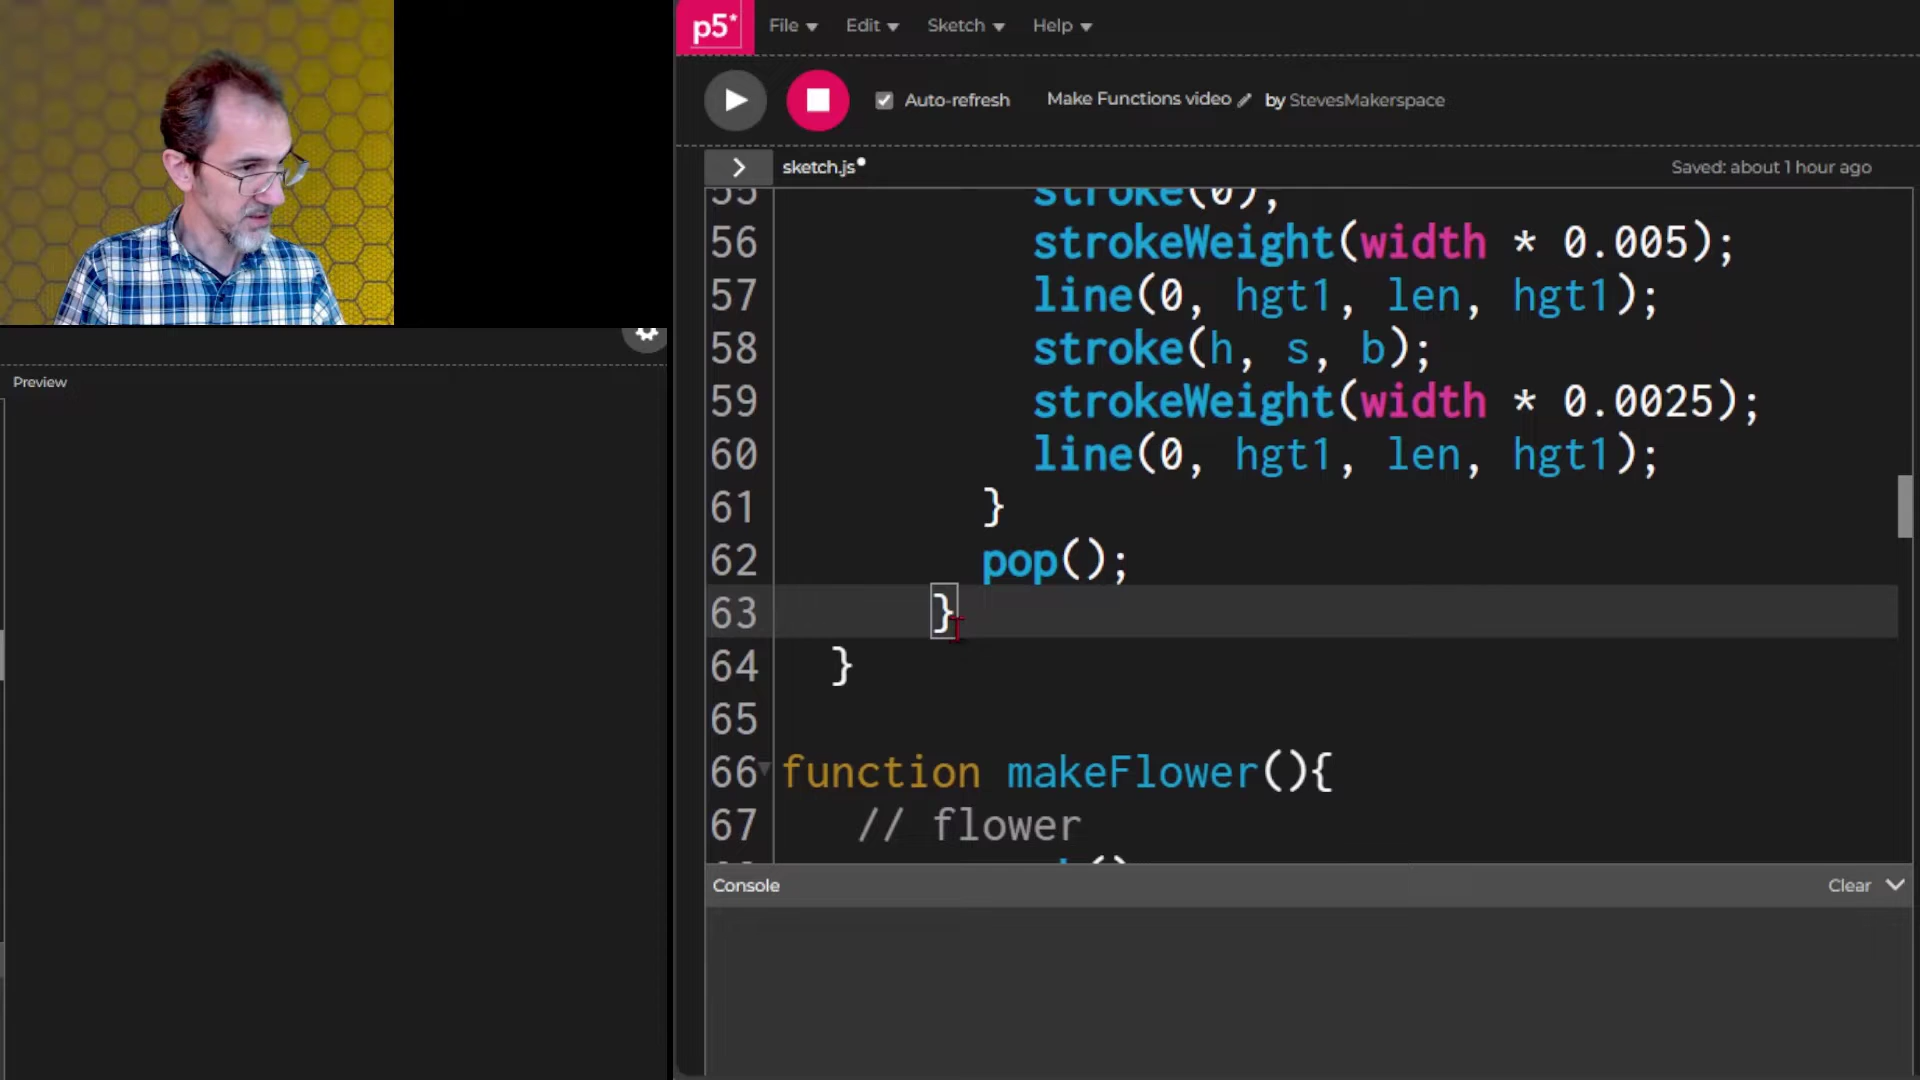 p5* File Edit Sketch Help
Auto-refresh Make Functions video by StevesMakerspace
sketch.js Saved: about 1 hour ago
Preview
55 stroke(0);
56 strokeWeight(width * 0.005);
57 line(0, hgt1, len, hgt1);
58 stroke(h, s, b);
59 strokeWeight(width * 0.0025);
60 line(0, hgt1, len, hgt1);
61 }
62 pop();
63 }
64 }
65
66 function makeFlower(){
67 // flower
Console Clear